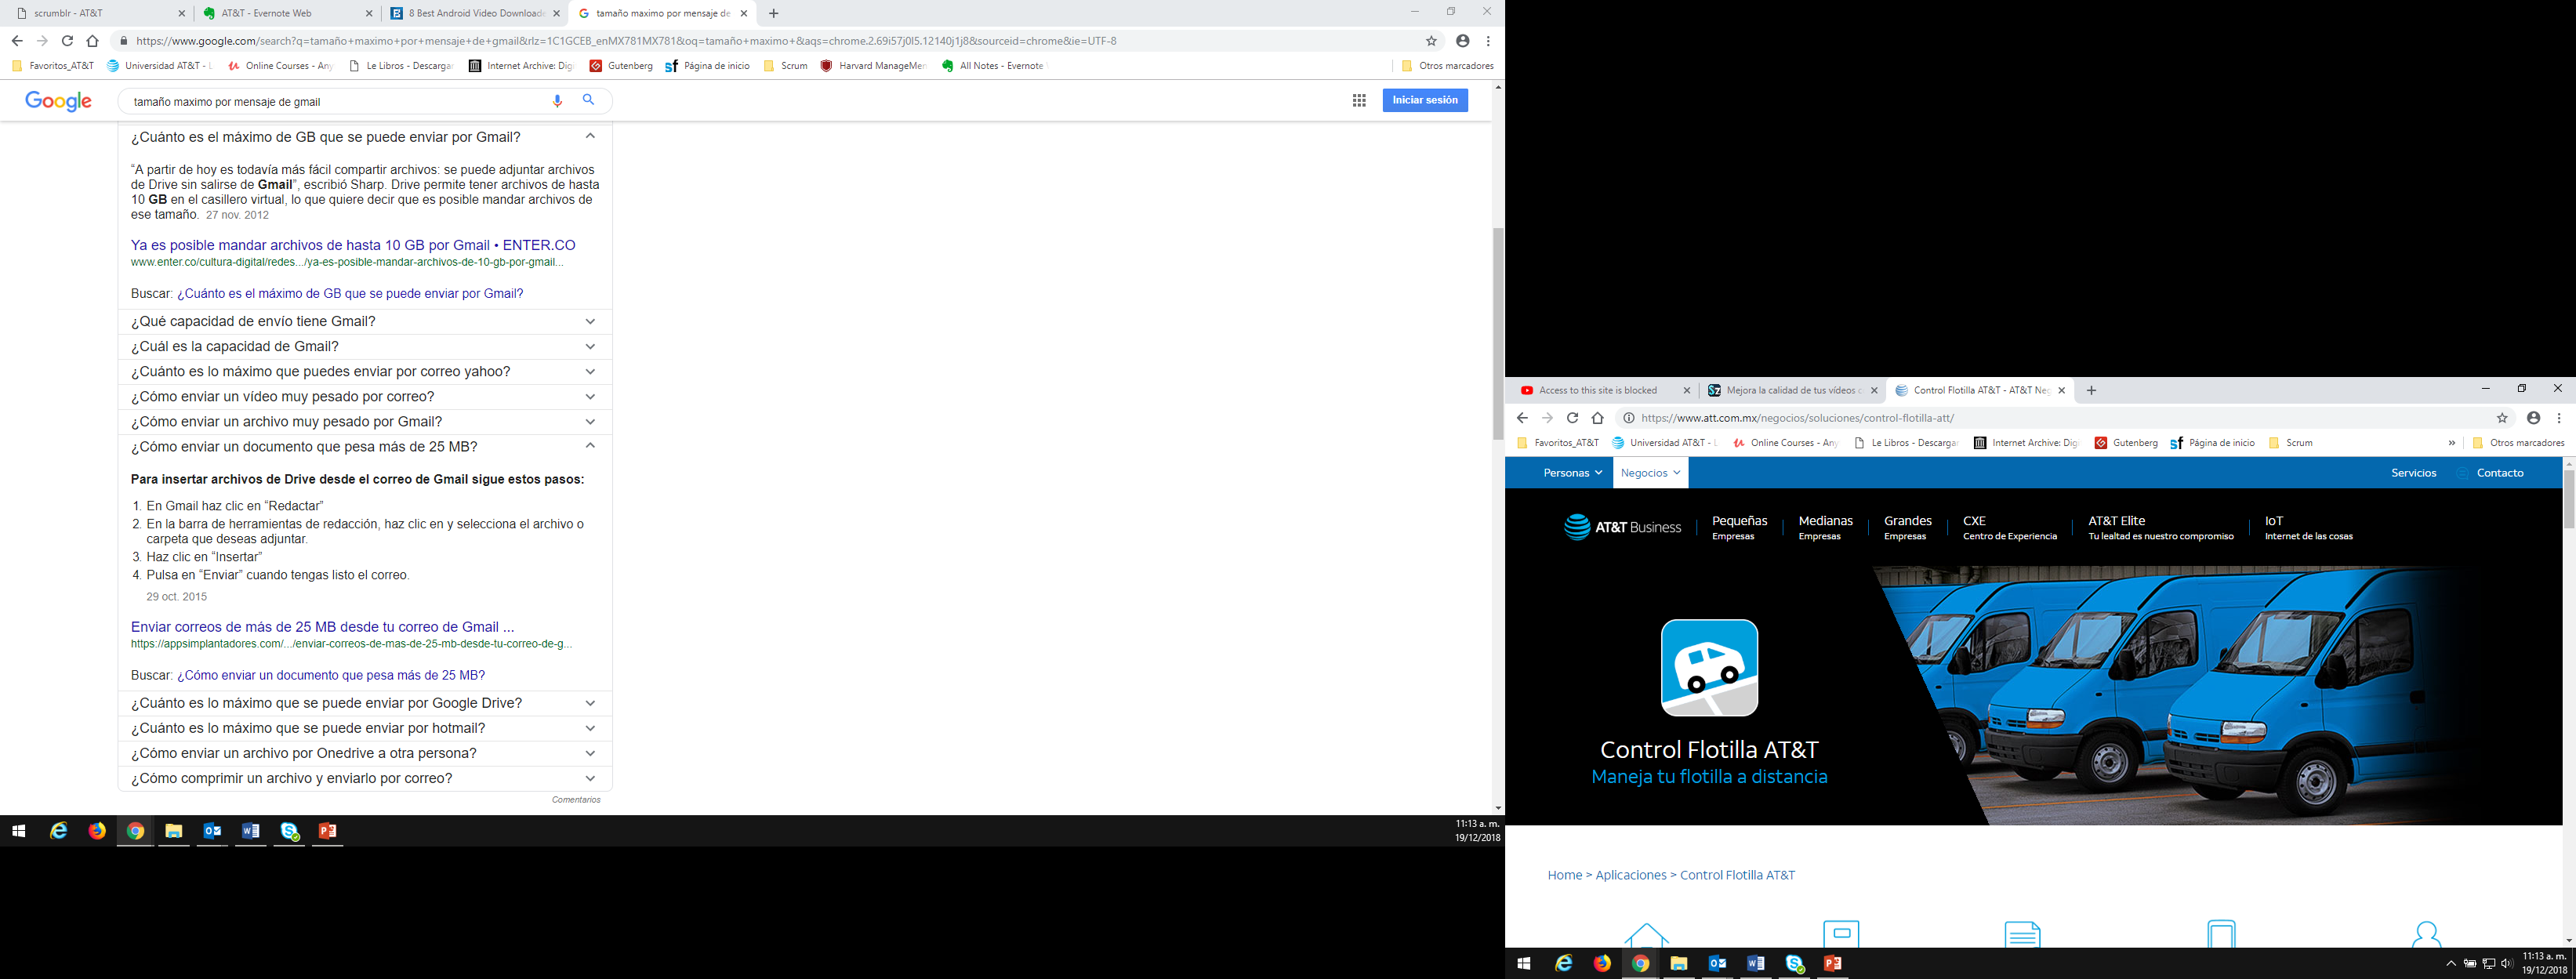 scrumblr - AT&T
AT&T - Evernote Web
8 Best Android Video Downloade
tamaño maximo por mensaje de
https://www.google.com/search?q=tamaño+maximo+por+mensaje+de+gmail&rlz=1C1GCEB_enMX781MX781&oq=tamaño+maximo+&aqs=chrome.2.69i57j0l5.12140j1j8&sourceid=chrome&ie=UTF-8
Favoritos_AT&T
Universidad AT&T - L
Online Courses - Any
Le Libros - Descargar
Internet Archive: Digi
Gutenberg
Página de inicio
Scrum
Harvard ManageMen
All Notes - Evernote
Otros marcadores
Google
tamaño maximo por mensaje de gmail
Iniciar sesión
¿Cuánto es el máximo de GB que se puede enviar por Gmail?
“A partir de hoy es todavía más fácil compartir archivos: se puede adjuntar archivos
de Drive sin salirse de Gmail”, escribió Sharp. Drive permite tener archivos de hasta
10 GB en el casillero virtual, lo que quiere decir que es posible mandar archivos de
ese tamaño. 27 nov. 2012
Ya es posible mandar archivos de hasta 10 GB por Gmail • ENTER.CO
www.enter.co/cultura-digital/redes.../ya-es-posible-mandar-archivos-de-10-gb-por-gmail...
Buscar: ¿Cuánto es el máximo de GB que se puede enviar por Gmail?
¿Qué capacidad de envío tiene Gmail?
¿Cuál es la capacidad de Gmail?
¿Cuánto es lo máximo que puedes enviar por correo yahoo?
¿Cómo enviar un vídeo muy pesado por correo?
¿Cómo enviar un archivo muy pesado por Gmail?
¿Cómo enviar un documento que pesa más de 25 MB?
Para insertar archivos de Drive desde el correo de Gmail sigue estos pasos:
1. En Gmail haz clic en “Redactar”
2. En la barra de herramientas de redacción, haz clic en y selecciona el archivo o
carpeta que deseas adjuntar.
3. Haz clic en “Insertar”
4. Pulsa en “Enviar” cuando tengas listo el correo.
29 oct. 2015
Enviar correos de más de 25 MB desde tu correo de Gmail ...
https://appsimplantadores.com/.../enviar-correos-de-mas-de-25-mb-desde-tu-correo-de-g...
Buscar: ¿Cómo enviar un documento que pesa más de 25 MB?
¿Cuánto es lo máximo que se puede enviar por Google Drive?
¿Cuánto es lo máximo que se puede enviar por hotmail?
¿Cómo enviar un archivo por Onedrive a otra persona?
¿Cómo comprimir un archivo y enviarlo por correo?
Comentarios
11:13 a. m.
19/12/2018
Access to this site is blocked
Mejora la calidad de tus vídeos c
Control Flotilla AT&T - AT&T Neg
https://www.att.com.mx/negocios/soluciones/control-flotilla-att/
Favoritos_AT&T
Universidad AT&T - L
Online Courses - Any
Le Libros - Descargar
Internet Archive: Digi
Gutenberg
Página de inicio
Scrum
»
Otros marcadores
Personas
Negocios
Servicios
Contacto
AT&T Business
Pequeñas
Empresas
Medianas
Empresas
Grandes
Empresas
CXE
Centro de Experiencia
AT&T Elite
Tu lealtad es nuestro compromiso
IoT
Internet de las cosas
Control Flotilla AT&T
Maneja tu flotilla a distancia
Home > Aplicaciones > Control Flotilla AT&T
11:13 a. m.
19/12/2018